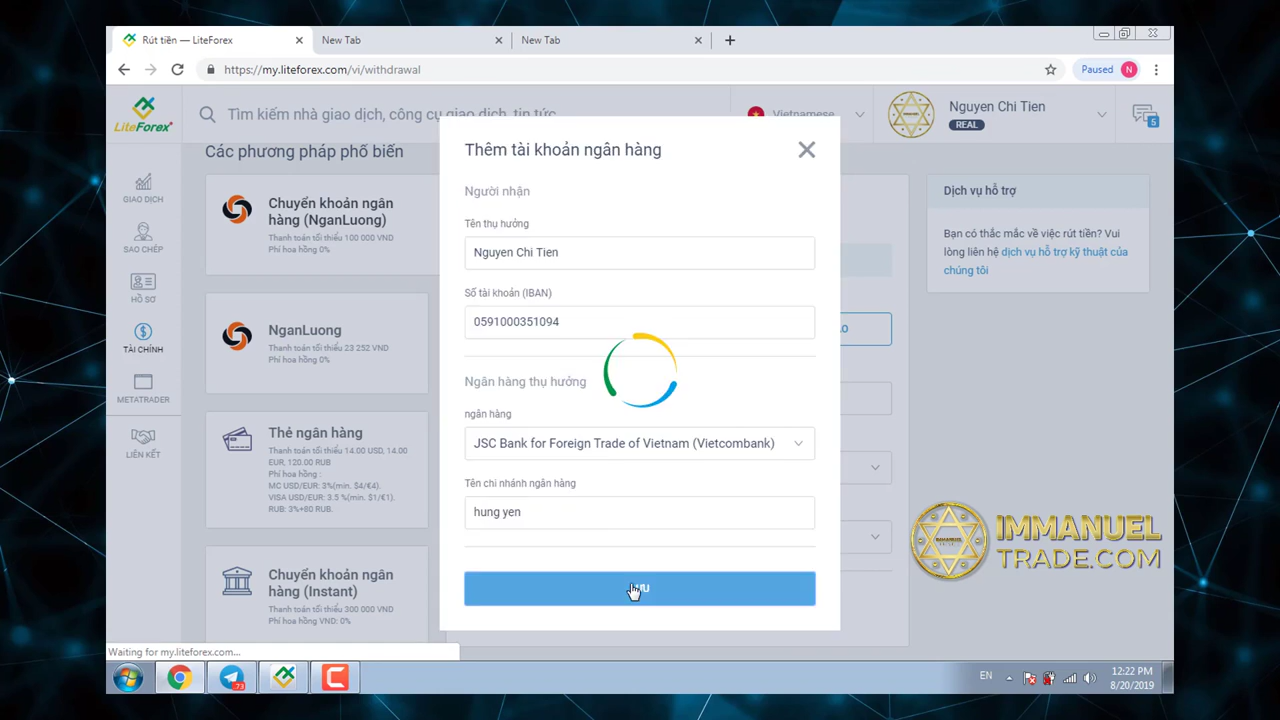 Rút tiền — LiteForex
New Tab
New Tab
https://my.liteforex.com/vi/withdrawal
Paused
N
LiteForex
Tìm kiếm nhà giao dịch, công cụ giao dịch, tin tức
Vietnamese
Nguyen Chi Tien
REAL
5
GIAO DỊCH
SAO CHÉP
HỒ SƠ
TÀI CHÍNH
METATRADER
LIÊN KẾT
Các phương pháp phổ biến
Chuyển khoản ngân
hàng (NganLuong)
Thanh toán tối thiểu 100 000 VND
Phí hoa hồng 0%
NganLuong
Thanh toán tối thiểu 23 252 VND
Phí hoa hồng 0%
Thẻ ngân hàng
Thanh toán tối thiểu 14.00 USD, 14.00
EUR, 120.00 RUB
Phí hoa hồng :
MC USD/EUR: 3%(min. $4/€4).
VISA USD/EUR: 3.5 %(min. $1/€1).
RUB: 3%+80 RUB.
Chuyển khoản ngân
hàng (Instant)
Thanh toán tối thiểu 300 000 VND
Phí hoa hồng VND: 0%
Thêm tài khoản ngân hàng
Người nhận
Tên thụ hưởng
Nguyen Chi Tien
Số tài khoản (IBAN)
0591000351094
Ngân hàng thụ hưởng
ngân hàng
JSC Bank for Foreign Trade of Vietnam (Vietcombank)
Tên chi nhánh ngân hàng
hung yen
Dịch vụ hỗ trợ
Bạn có thắc mắc về việc rút tiền? Vui
lòng liên hệ dịch vụ hỗ trợ kỹ thuật của
chúng tôi
IMMANUEL
TRADE.COM
Waiting for my.liteforex.com...
73
EN
12:22 PM
8/20/2019